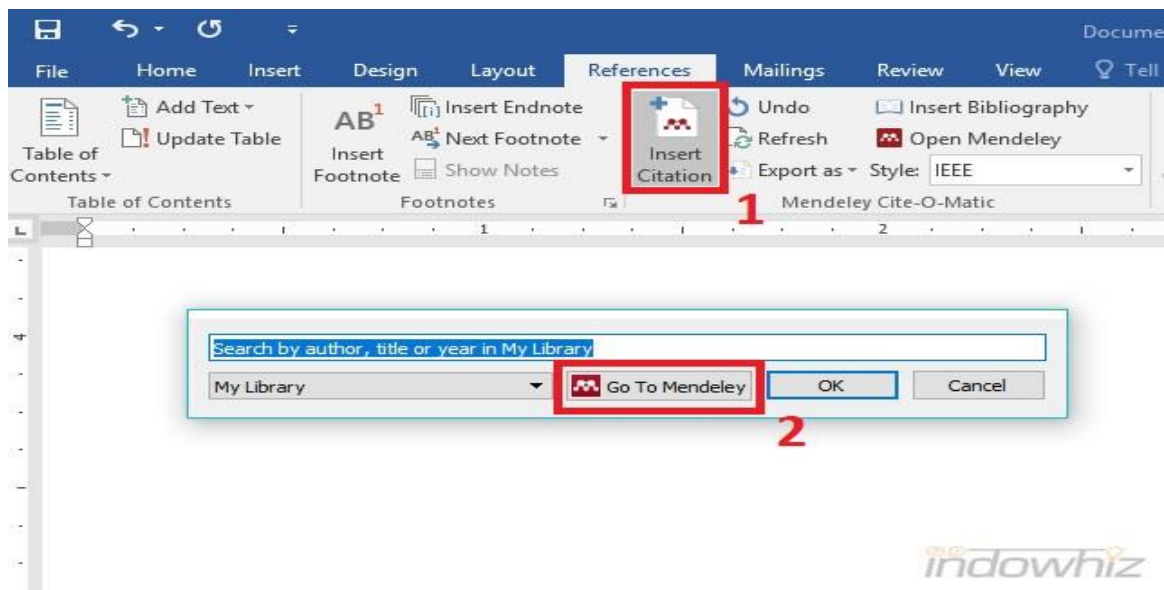 Docume
File Home Insert Design Layout References Mailings Review View Tell
Table of Contents
Add Text
Update Table
Table of Contents
AB1
Insert Footnote
Insert Endnote
AB1 Next Footnote
Show Notes
Footnotes
Insert Citation
1
Undo
Refresh
Export as
Insert Bibliography
Open Mendeley
Style: IEEE
Mendeley Cite-O-Matic
1 2
4
Search by author, title or year in My Library
My Library Go To Mendeley OK Cancel
2
indowhiz